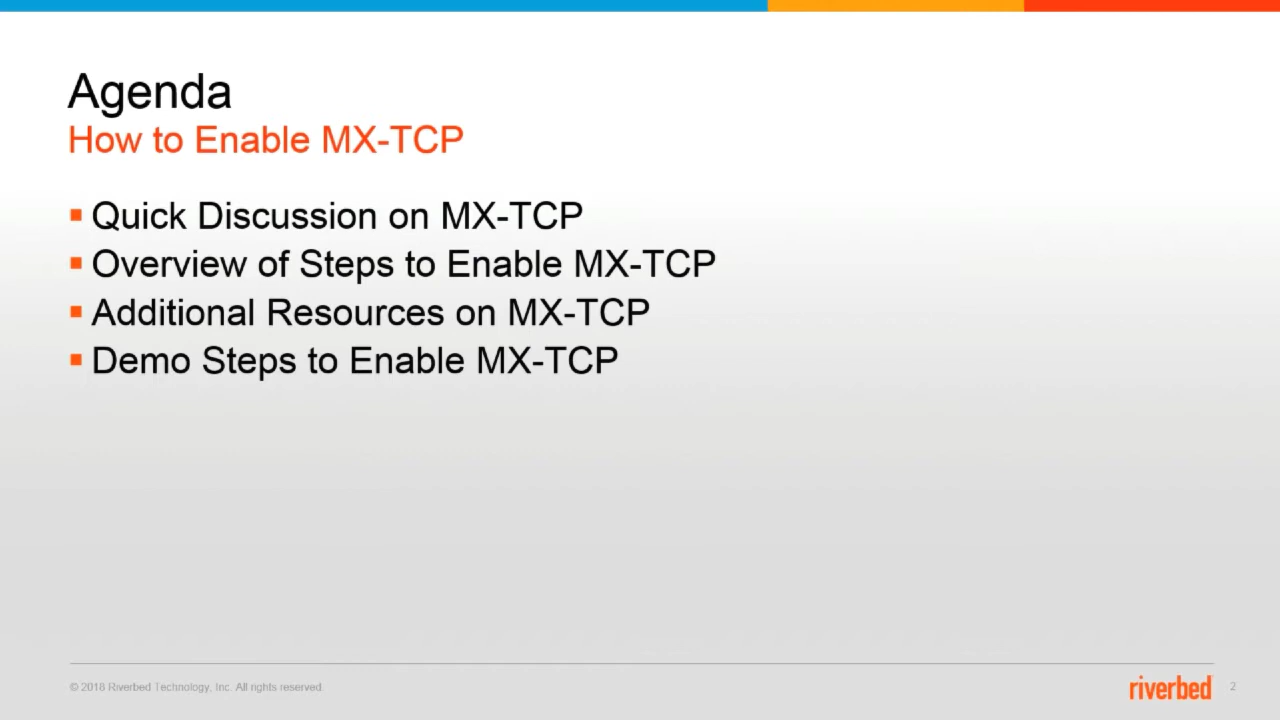 Agenda
How to Enable MX-TCP
Quick Discussion on MX-TCP
Overview of Steps to Enable MX-TCP
Additional Resources on MX-TCP
Demo Steps to Enable MX-TCP
© 2018 Riverbed Technology, Inc. All rights reserved.
riverbed
2